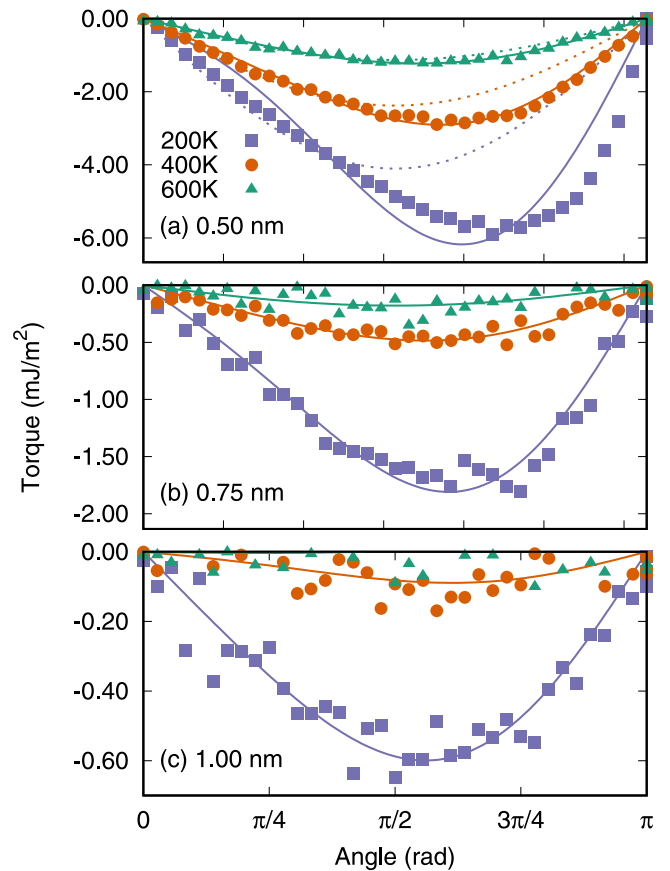 0.00
-2.00
-4.00
-6.00
200K
400K
600K
(a) 0.50 nm
0.00
-0.50
-1.00
-1.50
-2.00
(b) 0.75 nm
Torque (mJ/m²)
0.00
-0.20
-0.40
-0.60
(c) 1.00 nm
0 π/4 π/2 3π/4 π
Angle (rad)